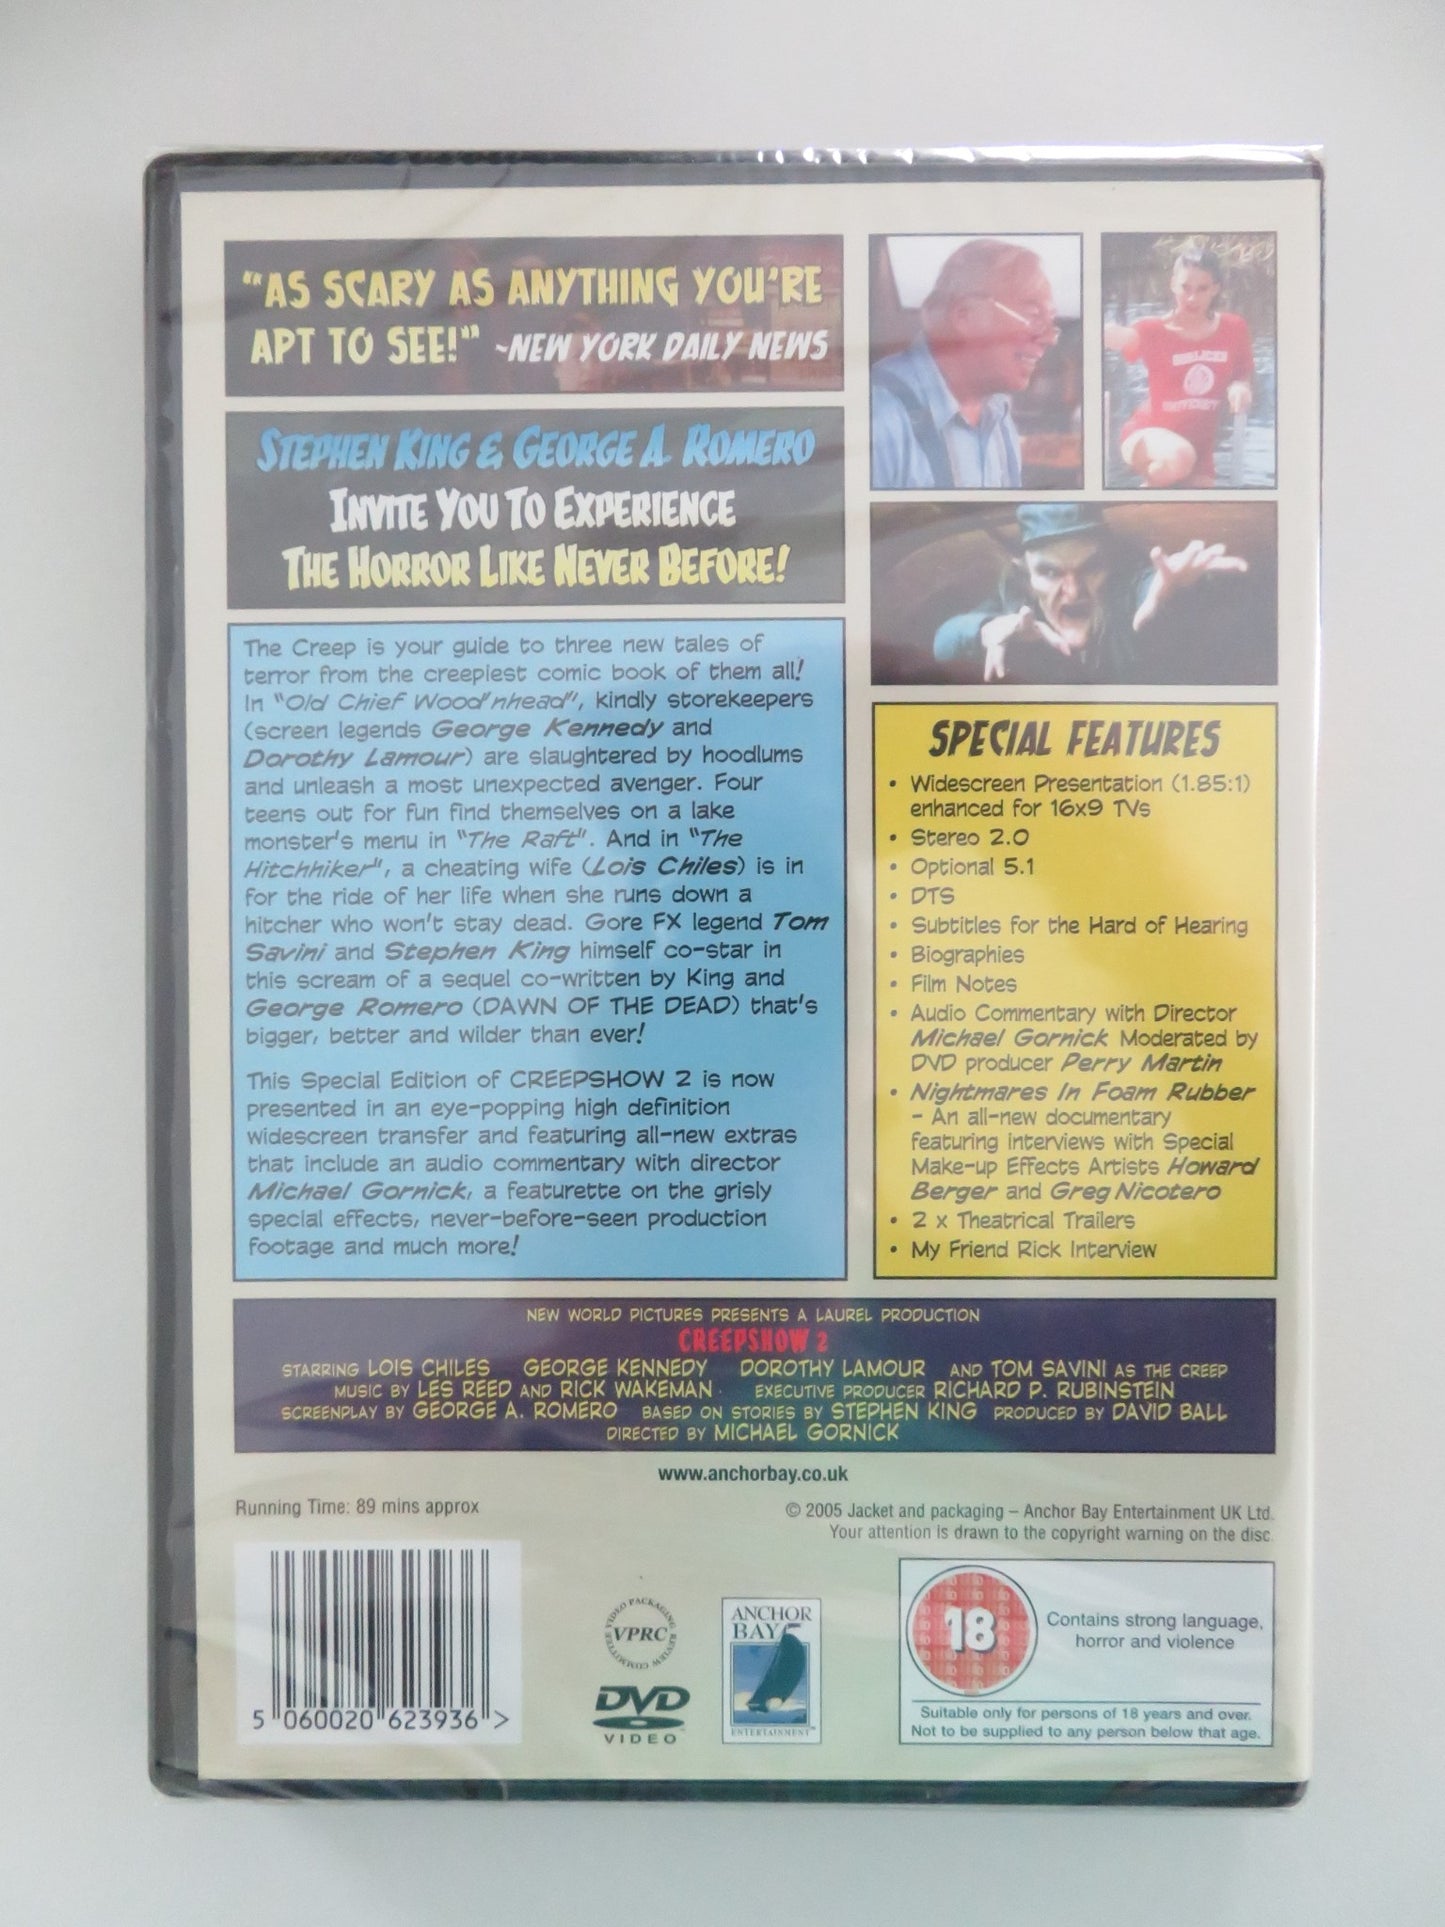 "AS SCARY AS ANYTHING YOU'RE
APT TO SEE!" ~NEW YORK DAILY NEWS
STEPHEN KING & GEORGE A. ROMERO
INVITE YOU TO EXPERIENCE
THE HORROR LIKE NEVER BEFORE!
The Creep is your guide to three new tales of
terror from the creepiest comic book of them all!
In "Old Chief Wood'nhead", kindly storekeepers
(screen legends George Kennedy and
Dorothy Lamour) are slaughtered by hoodlums
and unleash a most unexpected avenger. Four
teens out for fun find themselves on a lake
monster's menu in "The Raft". And in "The
Hitchhiker", a cheating wife (Lois Chiles) is in
for the ride of her life when she runs down a
hitcher who won't stay dead. Gore FX legend Tom
Savini and Stephen King himself co-star in
this scream of a sequel co-written by King and
George Romero (DAWN OF THE DEAD) that's
bigger, better and wilder than ever!
This Special Edition of CREEPSHOW 2 is now
presented in an eye-popping high definition
widescreen transfer and featuring all-new extras
that include an audio commentary with director
Michael Gornick, a featurette on the grisly
special effects, never-before-seen production
footage and much more!
HORLICKS
UNIVERSITY
SPECIAL FEATURES
• Widescreen Presentation (1.85:1)
enhanced for 16x9 TVs
• Stereo 2.0
• Optional 5.1
• DTS
• Subtitles for the Hard of Hearing
• Biographies
• Film Notes
• Audio Commentary with Director
Michael Gornick Moderated by
DVD producer Perry Martin
• Nightmares In Foam Rubber
- An all-new documentary
featuring interviews with Special
Make-up Effects Artists Howard
Berger and Greg Nicotero
• 2 x Theatrical Trailers
• My Friend Rick Interview
NEW WORLD PICTURES PRESENTS A LAUREL PRODUCTION
CREEPSHOW 2
STARRING LOIS CHILES GEORGE KENNEDY DOROTHY LAMOUR AND TOM SAVINI AS THE CREEP
MUSIC BY LES REED AND RICK WAKEMAN · EXECUTIVE PRODUCER RICHARD P. RUBINSTEIN
SCREENPLAY BY GEORGE A. ROMERO BASED ON STORIES BY STEPHEN KING PRODUCED BY DAVID BALL
DIRECTED BY MICHAEL GORNICK
www.anchorbay.co.uk
Running Time: 89 mins approx
© 2005 Jacket and packaging – Anchor Bay Entertainment UK Ltd.
Your attention is drawn to the copyright warning on the disc.
5 060020 623936 >
VIDEO PACKAGING REVIEW COMMITTEE
VPRC
DVD
VIDEO
ANCHOR
BAY
ENTERTAINMENT™
18
Contains strong language,
horror and violence
Suitable only for persons of 18 years and over.
Not to be supplied to any person below that age.